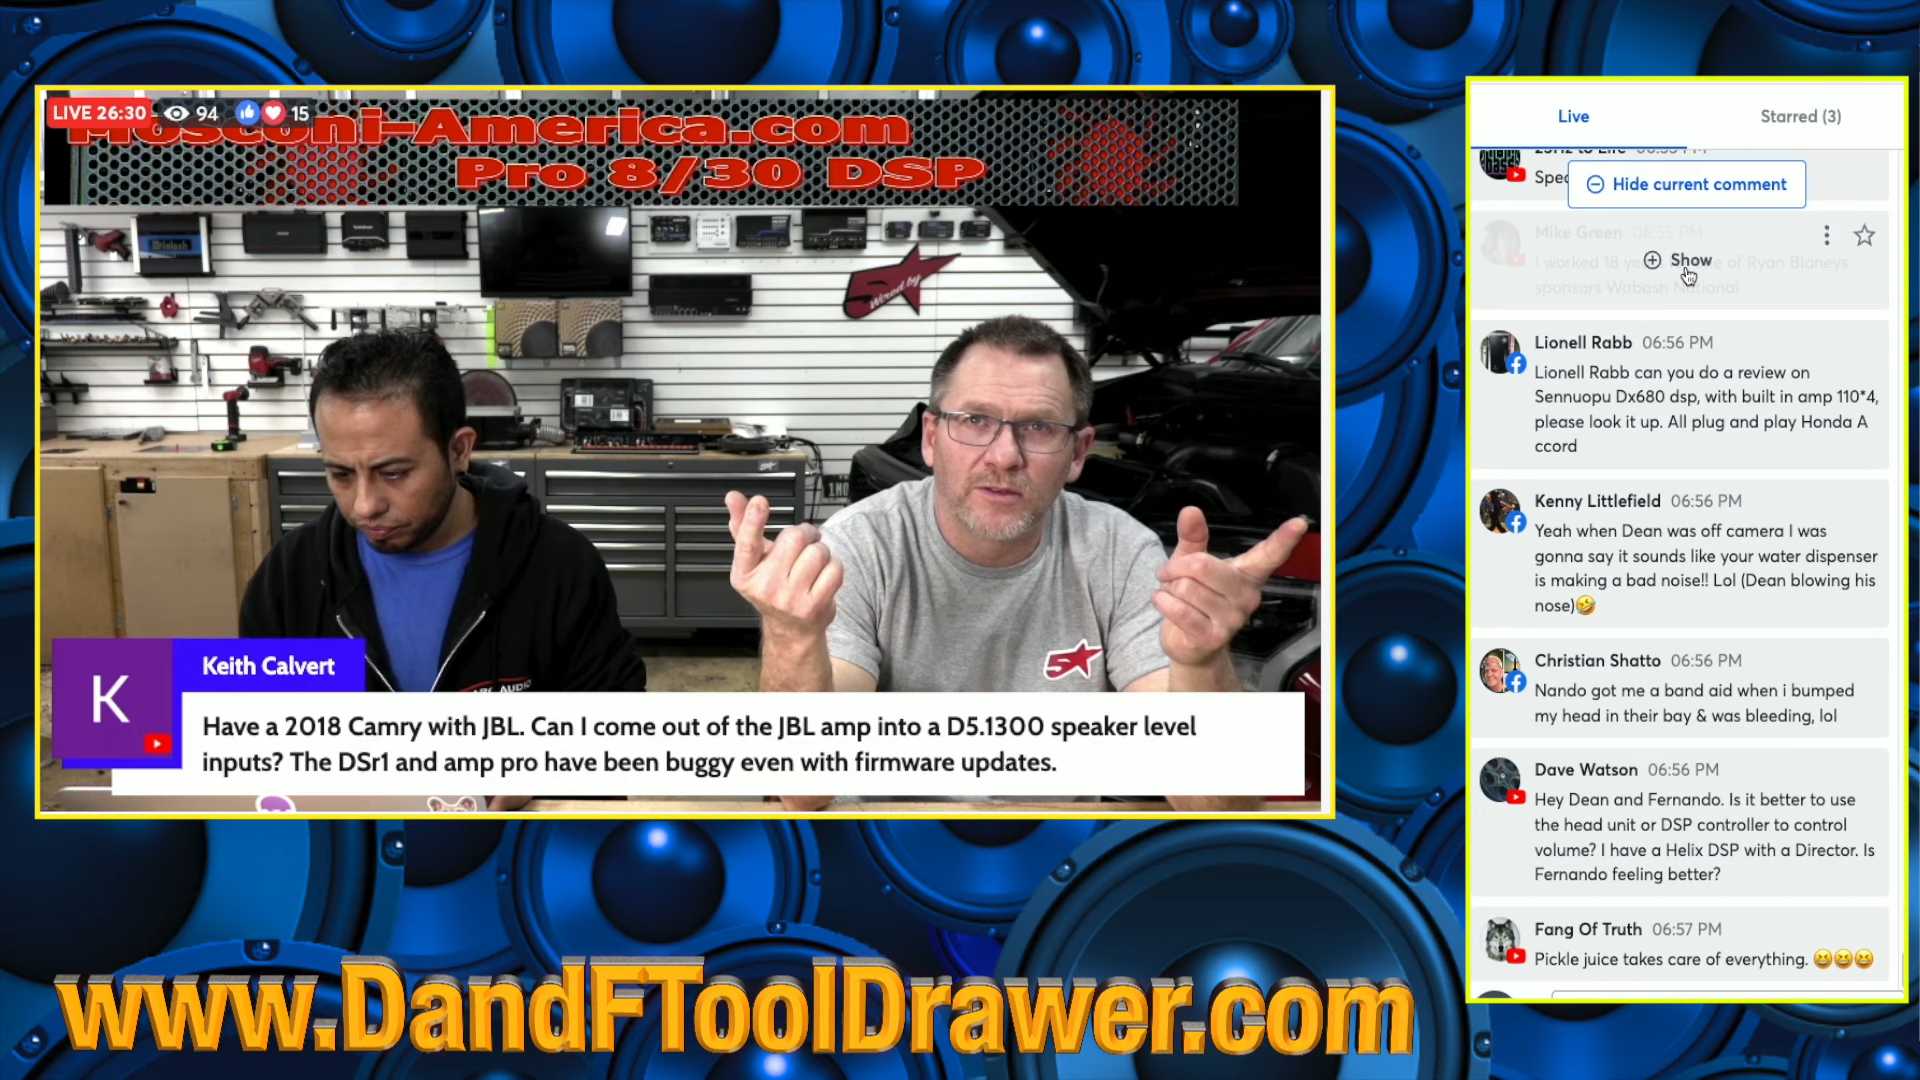 LIVE 26:30 94 15
Mosconi-America.com
Pro 8/30 DSP
Wired by
Keith Calvert
K
Have a 2018 Camry with JBL. Can I come out of the JBL amp into a D5.1300 speaker level
inputs? The DSr1 and amp pro have been buggy even with firmware updates.
www.DandFToolDrawer.com
Live
Starred (3)
Hide current comment
Mike Green 06:55 PM
Show
sponsors Wabash National
Lionell Rabb 06:56 PM
Lionell Rabb can you do a review on
Sennuopu Dx680 dsp, with built in amp 110*4,
please look it up. All plug and play Honda A
ccord
Kenny Littlefield 06:56 PM
Yeah when Dean was off camera I was
gonna say it sounds like your water dispenser
is making a bad noise!! Lol (Dean blowing his
nose)🤣
Christian Shatto 06:56 PM
Nando got me a band aid when i bumped
my head in their bay & was bleeding, lol
Dave Watson 06:56 PM
Hey Dean and Fernando. Is it better to use
the head unit or DSP controller to control
volume? I have a Helix DSP with a Director. Is
Fernando feeling better?
Fang Of Truth 06:57 PM
Pickle juice takes care of everything. 😆😆😆